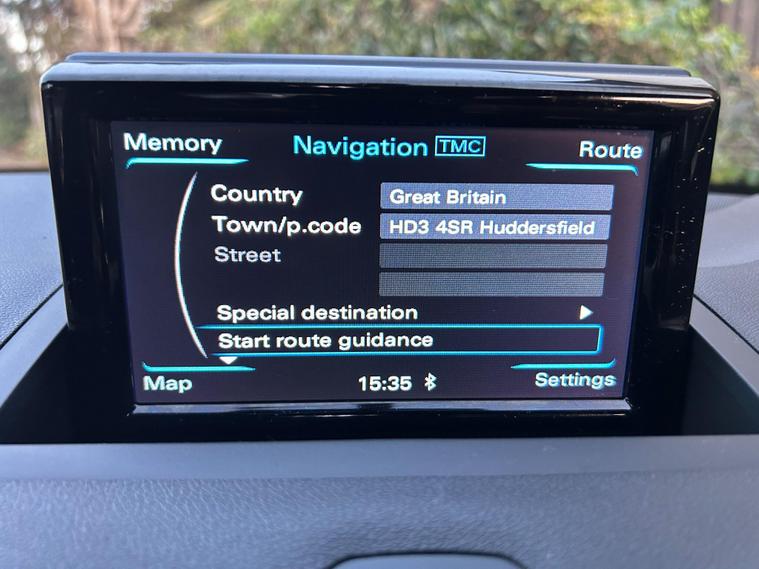 Memory Navigation TMC Route
Country Great Britain
Town/p.code HD3 4SR Huddersfield
Street
Special destination
Start route guidance
Map 15:35 Settings